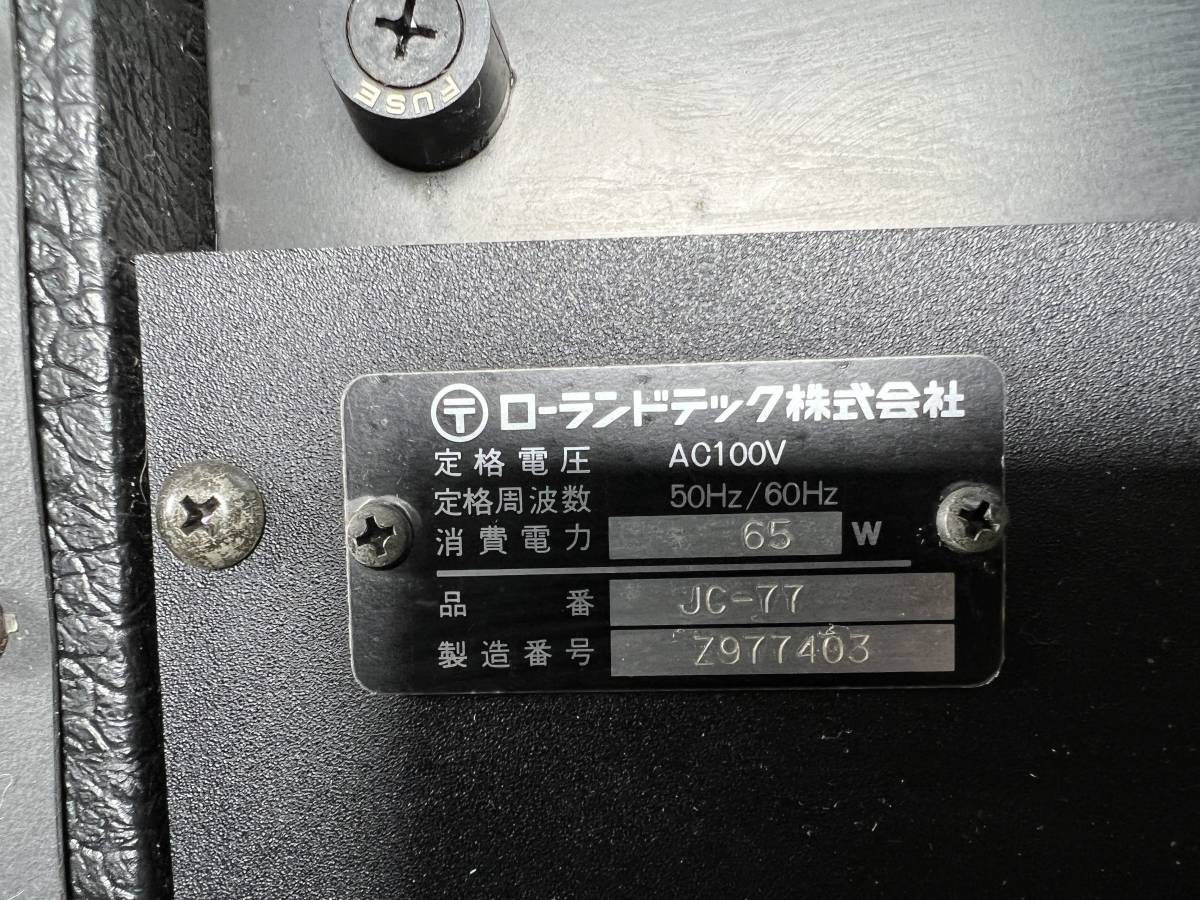 FUSE
〒 ローランドテック株式会社
定格電圧 AC100V
定格周波数 50Hz/60Hz
消費電力 65 W
品番 JC-77
製造番号 Z977403